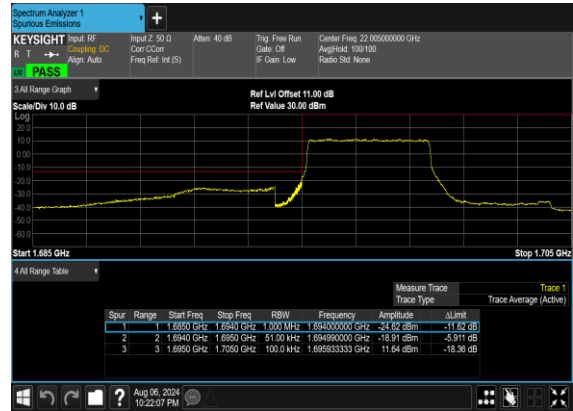 Spectrum Analyzer 1
Spurious Emissions
KEYSIGHT Input: RF Input Z: 50 Ω Atten: 40 dB Trig: Free Run Center Freq: 22.005000000 GHz
R T Coupling: DC Corr CCorr Gate: Off Avg|Hold: 100/100
Align: Auto Freq Ref: Int (S) IF Gain: Low Radio Std: None
PASS
3 All Range Graph
Ref Lvl Offset 11.00 dB
Scale/Div 10.0 dB Ref Value 30.00 dBm
Log
20.0
10.0
0.00
-10.0
-20.0
-30.0
-40.0
-50.0
-60.0
Start 1.685 GHz Stop 1.705 GHz
4 All Range Table
Measure Trace Trace 1
Trace Type Trace Average (Active)
Spur Range Start Freq Stop Freq RBW Frequency Amplitude ΔLimit
1 1 1.6850 GHz 1.6940 GHz 1.000 MHz 1.694000000 GHz -24.62 dBm -11.62 dB
2 2 1.6940 GHz 1.6950 GHz 51.00 kHz 1.694990000 GHz -18.91 dBm -5.911 dB
3 3 1.6950 GHz 1.7050 GHz 100.0 kHz 1.695933333 GHz 11.64 dBm -18.36 dB
?
Aug 06, 2024
10:22:07 PM